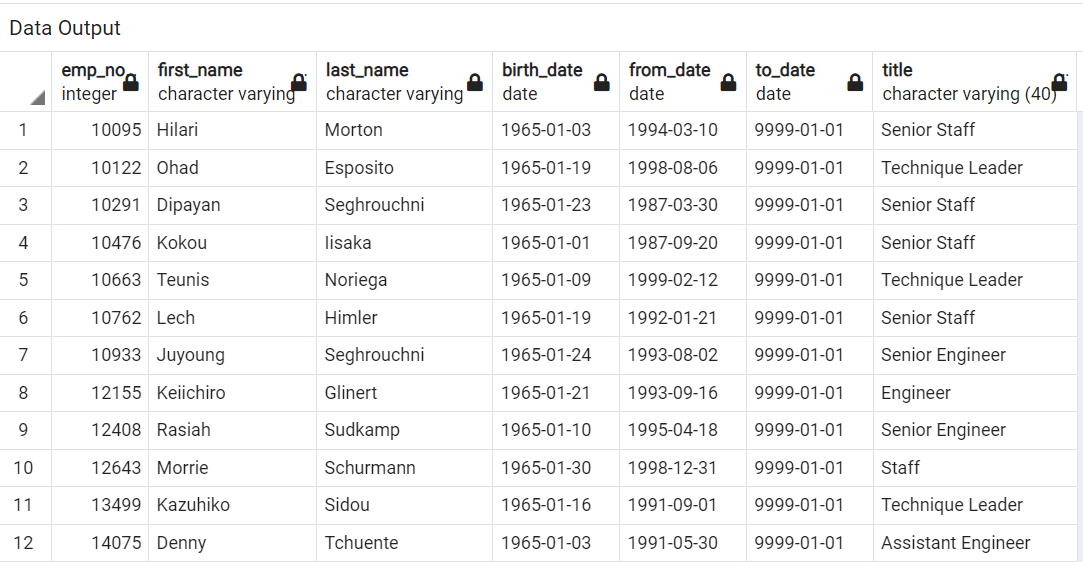 Data Output
emp_no first_name last_name birth_date from_date to_date title
integer character varying character varying date date date character varying (40)
1 10095 Hilari Morton 1965-01-03 1994-03-10 9999-01-01 Senior Staff
2 10122 Ohad Esposito 1965-01-19 1998-08-06 9999-01-01 Technique Leader
3 10291 Dipayan Seghrouchni 1965-01-23 1987-03-30 9999-01-01 Senior Staff
4 10476 Kokou Iisaka 1965-01-01 1987-09-20 9999-01-01 Senior Staff
5 10663 Teunis Noriega 1965-01-09 1999-02-12 9999-01-01 Technique Leader
6 10762 Lech Himler 1965-01-19 1992-01-21 9999-01-01 Senior Staff
7 10933 Juyoung Seghrouchni 1965-01-24 1993-08-02 9999-01-01 Senior Engineer
8 12155 Keiichiro Glinert 1965-01-21 1993-09-16 9999-01-01 Engineer
9 12408 Rasiah Sudkamp 1965-01-10 1995-04-18 9999-01-01 Senior Engineer
10 12643 Morrie Schurmann 1965-01-30 1998-12-31 9999-01-01 Staff
11 13499 Kazuhiko Sidou 1965-01-16 1991-09-01 9999-01-01 Technique Leader
12 14075 Denny Tchuente 1965-01-03 1991-05-30 9999-01-01 Assistant Engineer